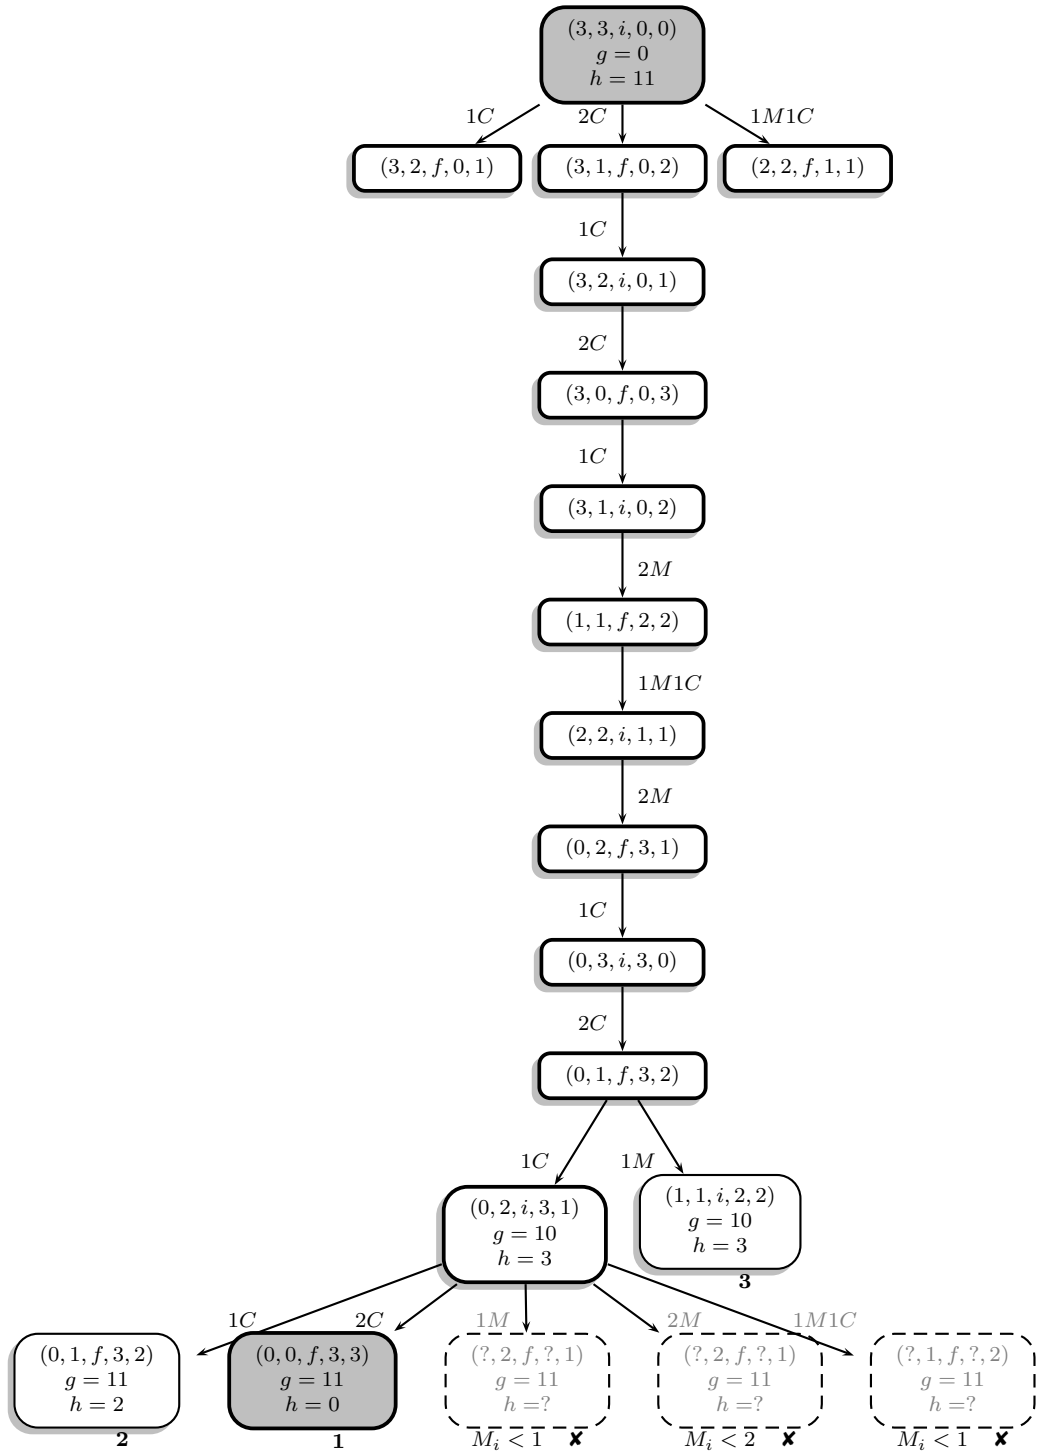 (3, 3, i, 0, 0)
g = 0
h = 11
1C
2C
1M1C
(3, 2, f, 0, 1)
(3, 1, f, 0, 2)
(2, 2, f, 1, 1)
1C
(3, 2, i, 0, 1)
2C
(3, 0, f, 0, 3)
1C
(3, 1, i, 0, 2)
2M
(1, 1, f, 2, 2)
1M1C
(2, 2, i, 1, 1)
2M
(0, 2, f, 3, 1)
1C
(0, 3, i, 3, 0)
2C
(0, 1, f, 3, 2)
1C
1M
(0, 2, i, 3, 1)
g = 10
h = 3
(1, 1, i, 2, 2)
g = 10
h = 3
3
1C
2C
1M
2M
1M1C
(0, 1, f, 3, 2)
g = 11
h = 2
2
(0, 0, f, 3, 3)
g = 11
h = 0
1
(?, 2, f, ?, 1)
g = 11
h =?
M_i < 1 ✘
(?, 2, f, ?, 1)
g = 11
h =?
M_i < 2 ✘
(?, 1, f, ?, 2)
g = 11
h =?
M_i < 1 ✘